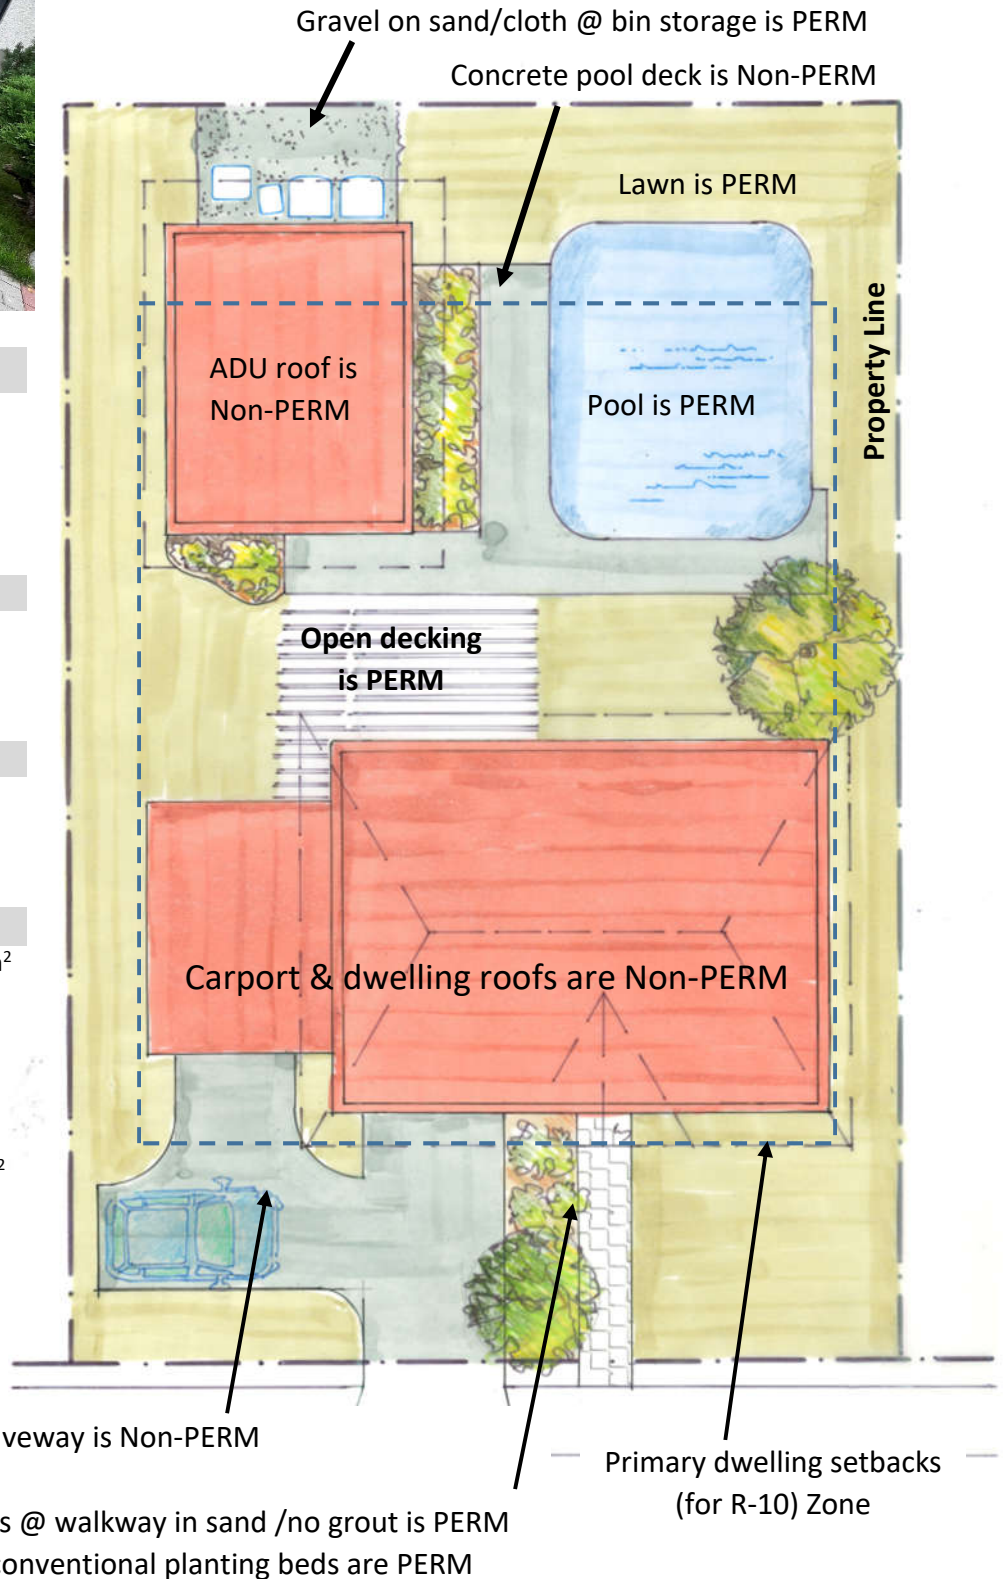 Gravel on sand/cloth @ bin storage is PERM
Concrete pool deck is Non-PERM
Lawn is PERM
Property Line
ADU roof is
Non-PERM
Pool is PERM
Open decking
is PERM
Carport & dwelling roofs are Non-PERM
2
2
veway is Non-PERM
Primary dwelling setbacks
(for R-10) Zone
s @ walkway in sand /no grout is PERM
conventional planting beds are PERM